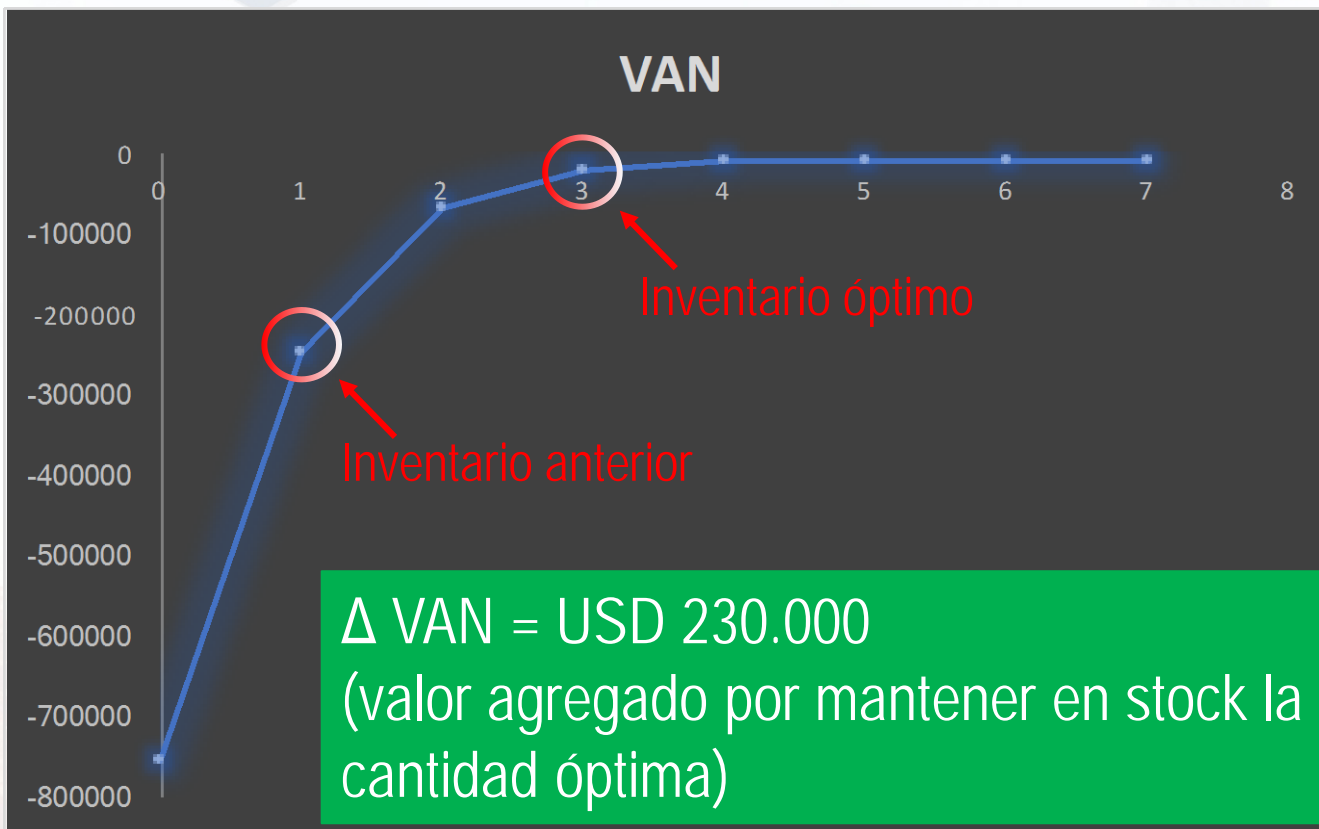 VAN
0
0 1 2 3 4 5 6 7 8
-100000
-200000
-300000
-400000
-500000
-600000
-700000
-800000
Inventario óptimo
Inventario anterior
Δ VAN = USD 230.000
(valor agregado por mantener en stock la
cantidad óptima)